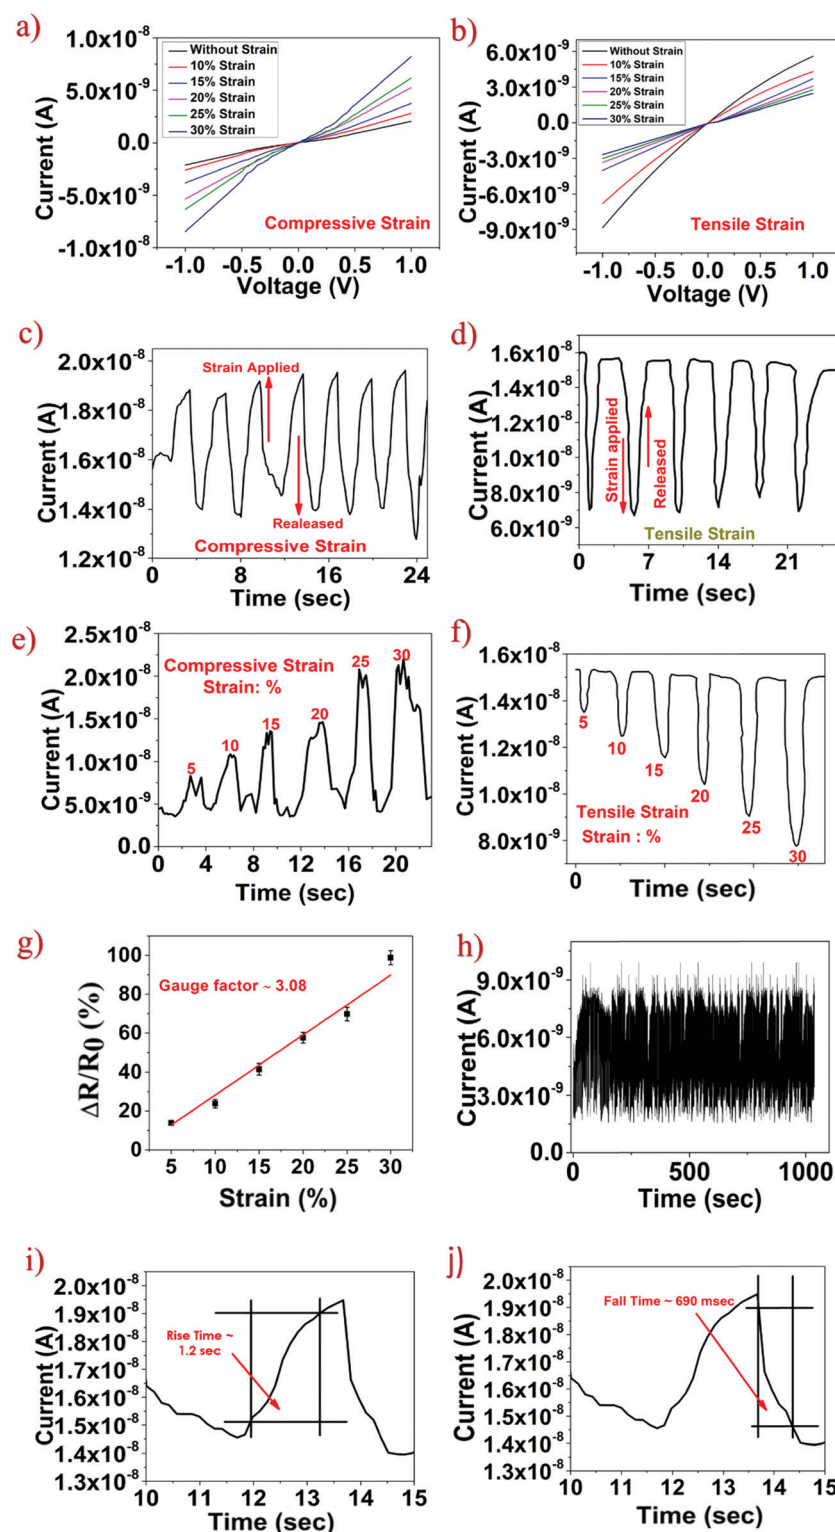 a)
1.0x10-8
5.0x10-9
0.0
-5.0x10-9
-1.0x10-8
Current (A)
Without Strain
10% Strain
15% Strain
20% Strain
25% Strain
30% Strain
Compressive Strain
-1.0 -0.5 0.0 0.5 1.0
Voltage (V)
b)
6.0x10-9
3.0x10-9
0.0
-3.0x10-9
-6.0x10-9
-9.0x10-9
Current (A)
Without Strain
10% Strain
15% Strain
20% Strain
25% Strain
30% Strain
Tensile Strain
-1.0 -0.5 0.0 0.5 1.0
Voltage (V)
c)
2.0x10-8
1.8x10-8
1.6x10-8
1.4x10-8
1.2x10-8
Current (A)
Strain Applied
Realeased
Compressive Strain
0 8 16 24
Time (sec)
d)
1.6x10-8
1.4x10-8
1.2x10-8
1.0x10-8
8.0x10-9
6.0x10-9
Current (A)
Strain applied
Released
Tensile Strain
0 7 14 21
Time (sec)
e)
2.5x10-8
2.0x10-8
1.5x10-8
1.0x10-8
5.0x10-9
0.0
Current (A)
Compressive Strain
Strain: %
5
10
15
20
25
30
0 4 8 12 16 20
Time (sec)
f)
1.6x10-8
1.4x10-8
1.2x10-8
1.0x10-8
8.0x10-9
Current (A)
5
10
15
20
25
30
Tensile Strain
Strain : %
0
Time (sec)
g)
100
80
60
40
20
0
ΔR/R0 (%)
Gauge factor ~ 3.08
5 10 15 20 25 30
Strain (%)
h)
9.0x10-9
6.0x10-9
3.0x10-9
0.0
Current (A)
0 500 1000
Time (sec)
i)
2.0x10-8
1.9x10-8
1.8x10-8
1.6x10-8
1.5x10-8
1.4x10-8
1.3x10-8
Current (A)
Rise Time ~
1.2 sec
10 11 12 13 14 15
Time (sec)
j)
2.0x10-8
1.9x10-8
1.8x10-8
1.6x10-8
1.5x10-8
1.4x10-8
1.3x10-8
Current (A)
Fall Time ~ 690 msec
10 11 12 13 14 15
Time (sec)